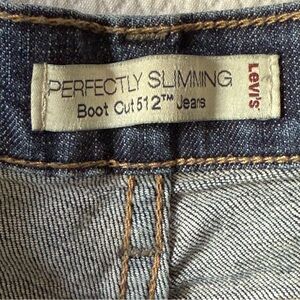 PERFECTLY SLIMMING
Boot Cut 512™ Jeans
Levi's